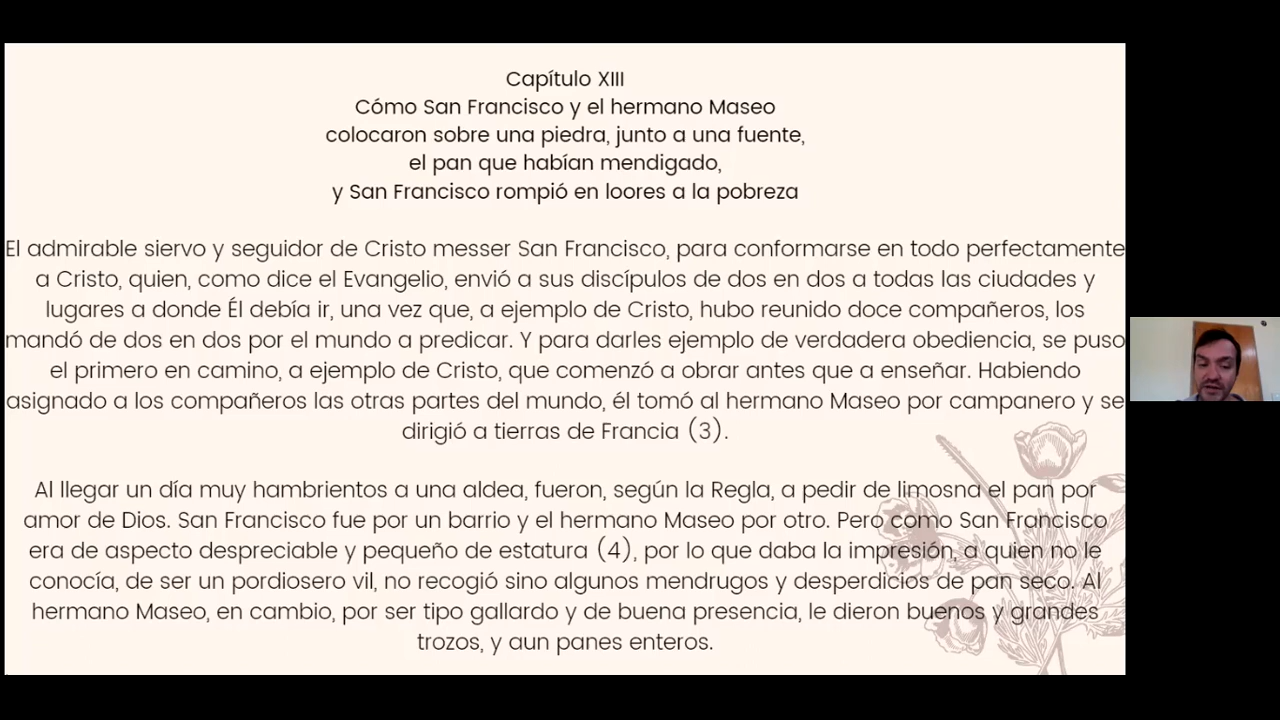 Capítulo XIII
Cómo San Francisco y el hermano Maseo
colocaron sobre una piedra, junto a una fuente,
el pan que habían mendigado,
y San Francisco rompió en loores a la pobreza
El admirable siervo y seguidor de Cristo messer San Francisco, para conformarse en todo perfectamente
a Cristo, quien, como dice el Evangelio, envió a sus discípulos de dos en dos a todas las ciudades y
lugares a donde Él debía ir, una vez que, a ejemplo de Cristo, hubo reunido doce compañeros, los
mandó de dos en dos por el mundo a predicar. Y para darles ejemplo de verdadera obediencia, se puso
el primero en camino, a ejemplo de Cristo, que comenzó a obrar antes que a enseñar. Habiendo
asignado a los compañeros las otras partes del mundo, él tomó al hermano Maseo por campanero y se
dirigió a tierras de Francia (3).
Al llegar un día muy hambrientos a una aldea, fueron, según la Regla, a pedir de limosna el pan por
amor de Dios. San Francisco fue por un barrio y el hermano Maseo por otro. Pero como San Francisco
era de aspecto despreciable y pequeño de estatura (4), por lo que daba la impresión, a quien no le
conocía, de ser un pordiosero vil, no recogió sino algunos mendrugos y desperdicios de pan seco. Al
hermano Maseo, en cambio, por ser tipo gallardo y de buena presencia, le dieron buenos y grandes
trozos, y aun panes enteros.